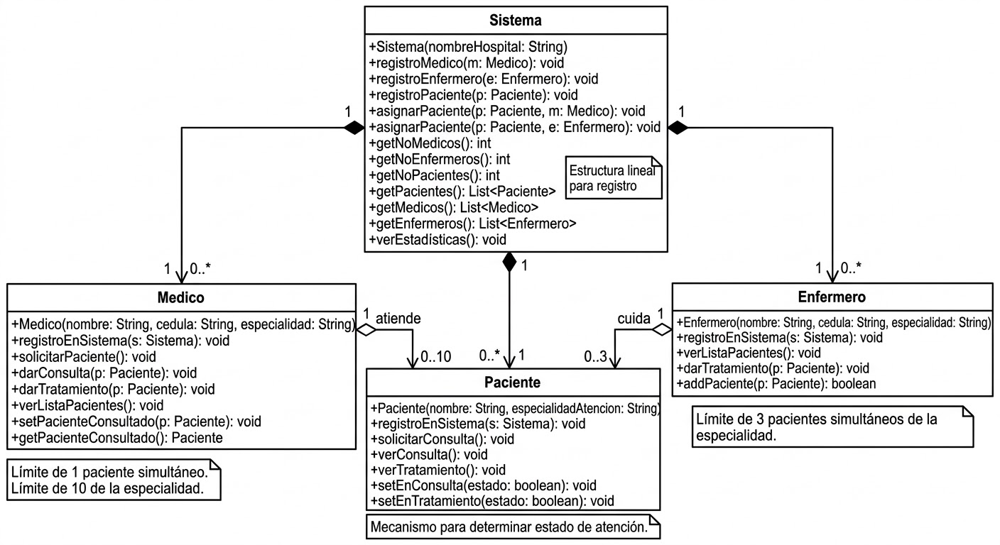 Sistema
+Sistema(nombreHospital: String)
+registroMedico(m: Medico): void
+registroEnfermero(e: Enfermero): void
+registroPaciente(p: Paciente): void
+asignarPaciente(p: Paciente, m: Medico): void
+asignarPaciente(p: Paciente, e: Enfermero): void
+getNoMedicos(): int
+getNoEnfermeros(): int
+getNoPacientes(): int
+getPacientes(): List<Paciente>
+getMedicos(): List<Medico>
+getEnfermeros(): List<Enfermero>
+verEstadísticas(): void
Estructura lineal
para registro
1
1
1
1 0..*
1 0..*
Medico
+Medico(nombre: String, cedula: String, especialidad: String)
+registroEnSistema(s: Sistema): void
+solicitarPaciente(): void
+darConsulta(p: Paciente): void
+darTratamiento(p: Paciente): void
+verListaPacientes(): void
+setPacienteConsultado(p: Paciente): void
+getPacienteConsultado(): Paciente
Límite de 1 paciente simultáneo.
Límite de 10 de la especialidad.
1 atiende
0..10
0..* 1
cuida 1
0..3
Paciente
+Paciente(nombre: String, especialidadAtencion: String)
+registroEnSistema(s: Sistema): void
+solicitarConsulta(): void
+verConsulta(): void
+verTratamiento(): void
+setEnConsulta(estado: boolean): void
+setEnTratamiento(estado: boolean): void
Mecanismo para determinar estado de atención.
Enfermero
+Enfermero(nombre: String, cedula: String, especialidad: String)
+registroEnSistema(s: Sistema): void
+verListaPacientes(): void
+darTratamiento(p: Paciente): void
+addPaciente(p: Paciente): boolean
Límite de 3 pacientes simultáneos de la
especialidad.